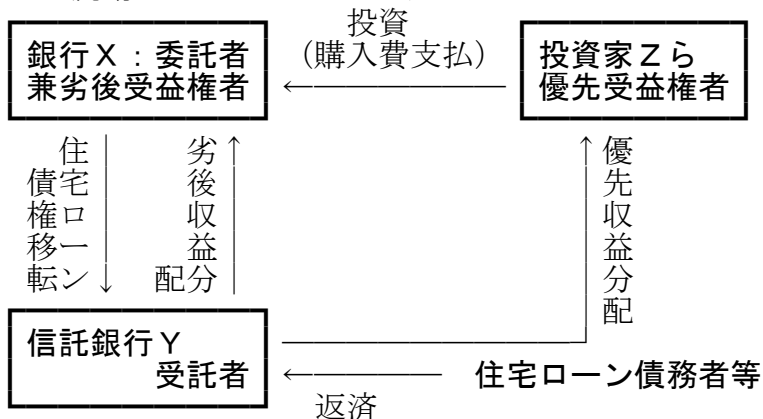 投資
(購入費支払)
銀行X：委託者
兼劣後受益権者
投資家Zら
優先受益権者
住宅ローン
債権移転
劣後収益
配分
優先収益分配
信託銀行Y
受託者
住宅ローン債務者等
返済